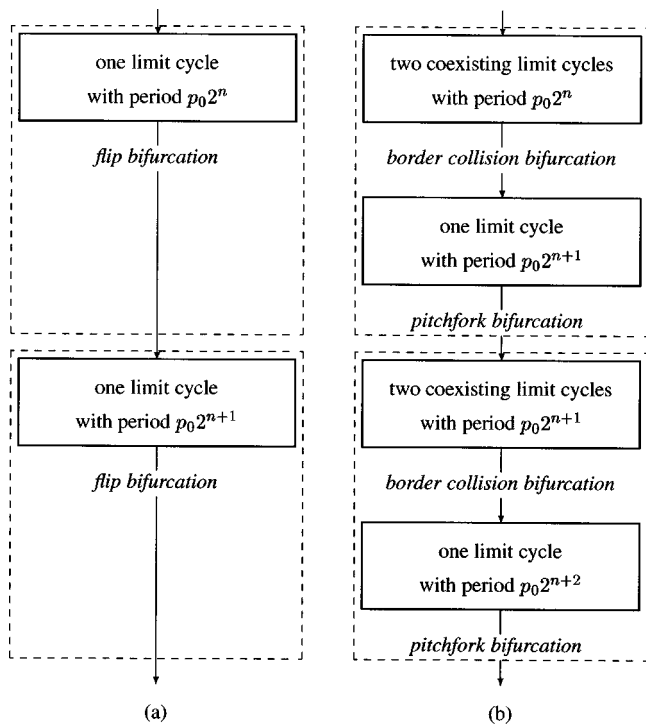 one limit cycle
with period p₀2ⁿ
flip bifurcation
one limit cycle
with period p₀2ⁿ⁺¹
flip bifurcation
(a)
two coexisting limit cycles
with period p₀2ⁿ
border collision bifurcation
one limit cycle
with period p₀2ⁿ⁺¹
pitchfork bifurcation
two coexisting limit cycles
with period p₀2ⁿ⁺¹
border collision bifurcation
one limit cycle
with period p₀2ⁿ⁺²
pitchfork bifurcation
(b)